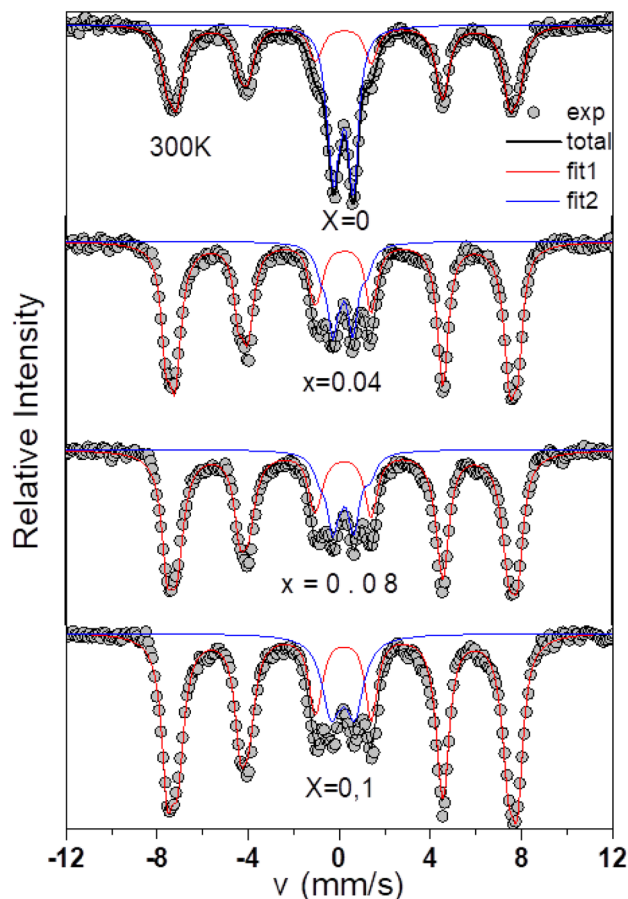 300K
exp
total
fit1
fit2
X=0
x=0.04
x = 0 . 0 8
X=0,1
Relative Intensity
-12 -8 -4 0 4 8 12
v (mm/s)